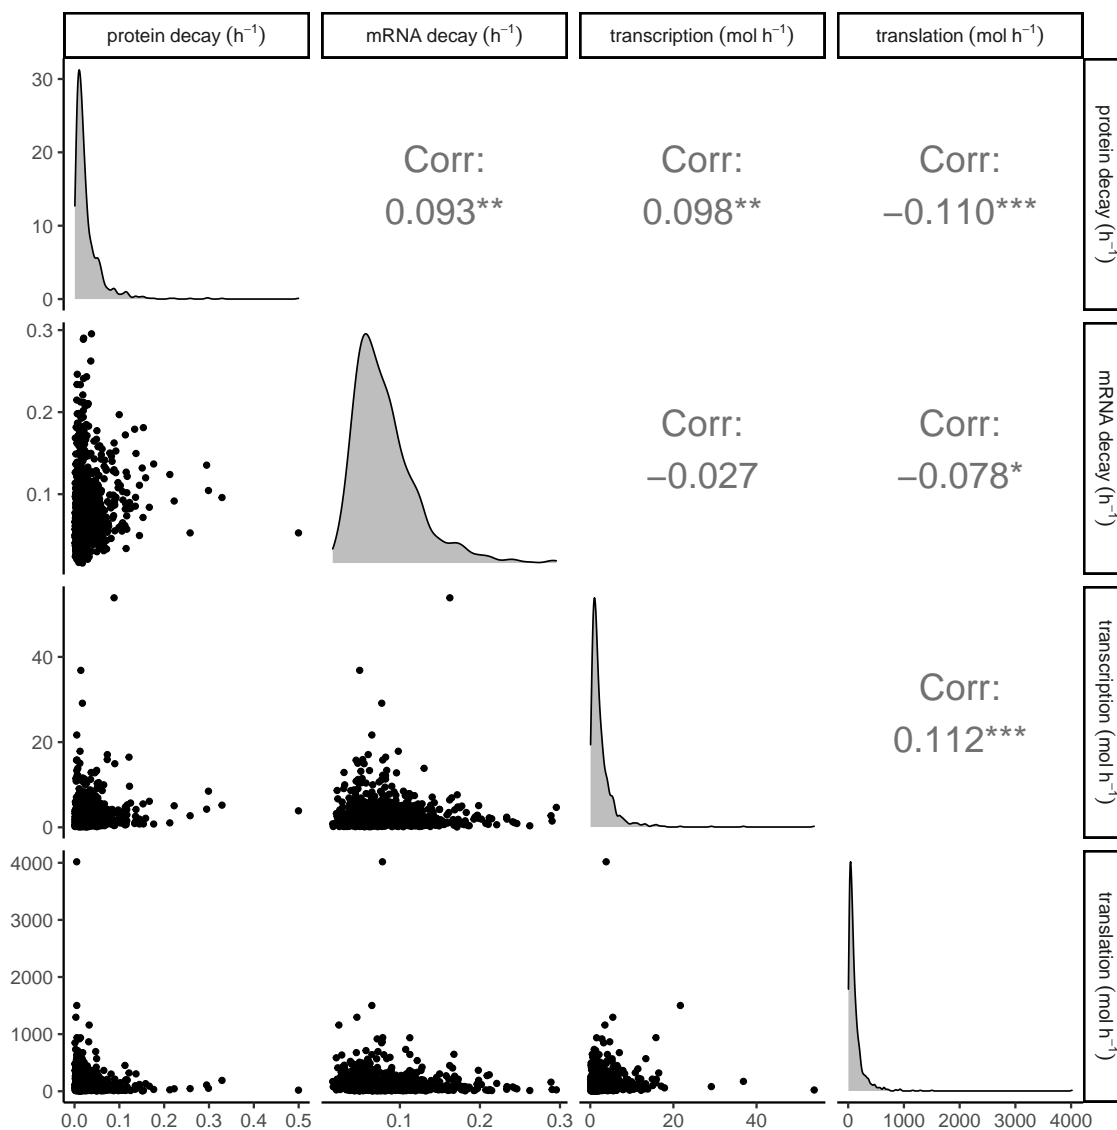 protein decay (h⁻¹)
mRNA decay (h⁻¹)
transcription (mol h⁻¹)
translation (mol h⁻¹)
30
20
10
0
Corr:
0.093**
Corr:
0.098**
Corr:
−0.110***
protein decay (h⁻¹)
0.3
0.2
0.1
Corr:
−0.027
Corr:
−0.078*
mRNA decay (h⁻¹)
40
20
0
Corr:
0.112***
transcription (mol h⁻¹)
4000
3000
2000
1000
0
translation (mol h⁻¹)
0.0 0.1 0.2 0.3 0.4 0.5
0.1 0.2 0.3
0 20 40
0 1000 2000 3000 4000